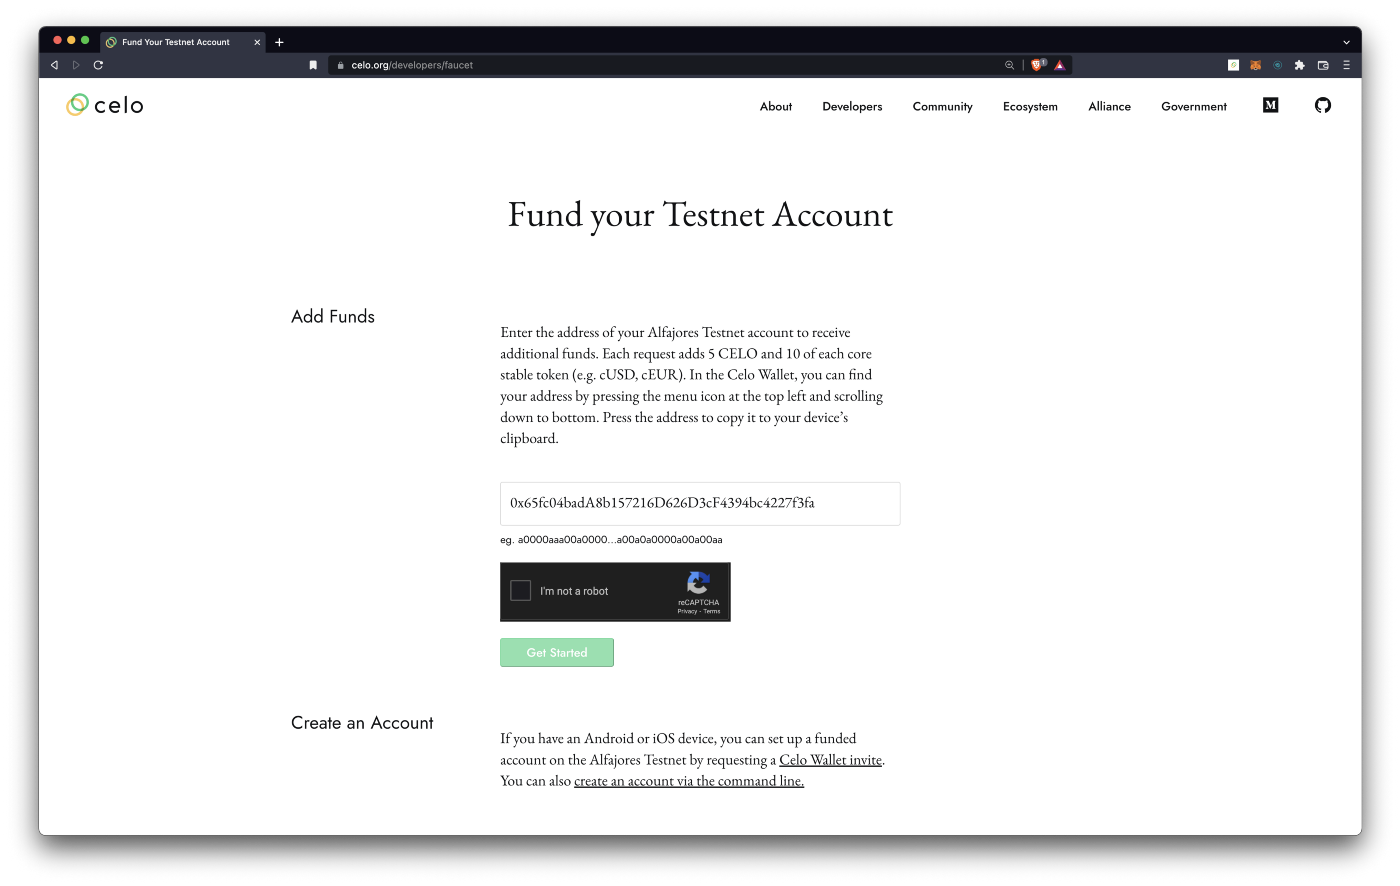 Fund Your Testnet Account
celo.org/developers/faucet
1
celo
About Developers Community Ecosystem Alliance Government
M
Fund your Testnet Account
Add Funds
Enter the address of your Alfajores Testnet account to receive
additional funds. Each request adds 5 CELO and 10 of each core
stable token (e.g. cUSD, cEUR). In the Celo Wallet, you can find
your address by pressing the menu icon at the top left and scrolling
down to bottom. Press the address to copy it to your device’s
clipboard.
0x65fc04badA8b157216D626D3cF4394bc4227f3fa
eg. a0000aaa00a0000...a00a0a0000a00a00aa
I'm not a robot
reCAPTCHA
Privacy - Terms
Get Started
Create an Account
If you have an Android or iOS device, you can set up a funded
account on the Alfajores Testnet by requesting a Celo Wallet invite.
You can also create an account via the command line.